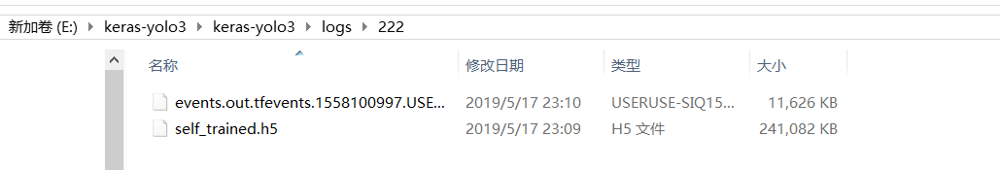 新加卷 (E:) keras-yolo3 keras-yolo3 logs 222
名称 修改日期 类型 大小
events.out.tfevents.1558100997.USE... 2019/5/17 23:10 USERUSE-SIQ15... 11,626 KB
self_trained.h5 2019/5/17 23:09 H5 文件 241,082 KB